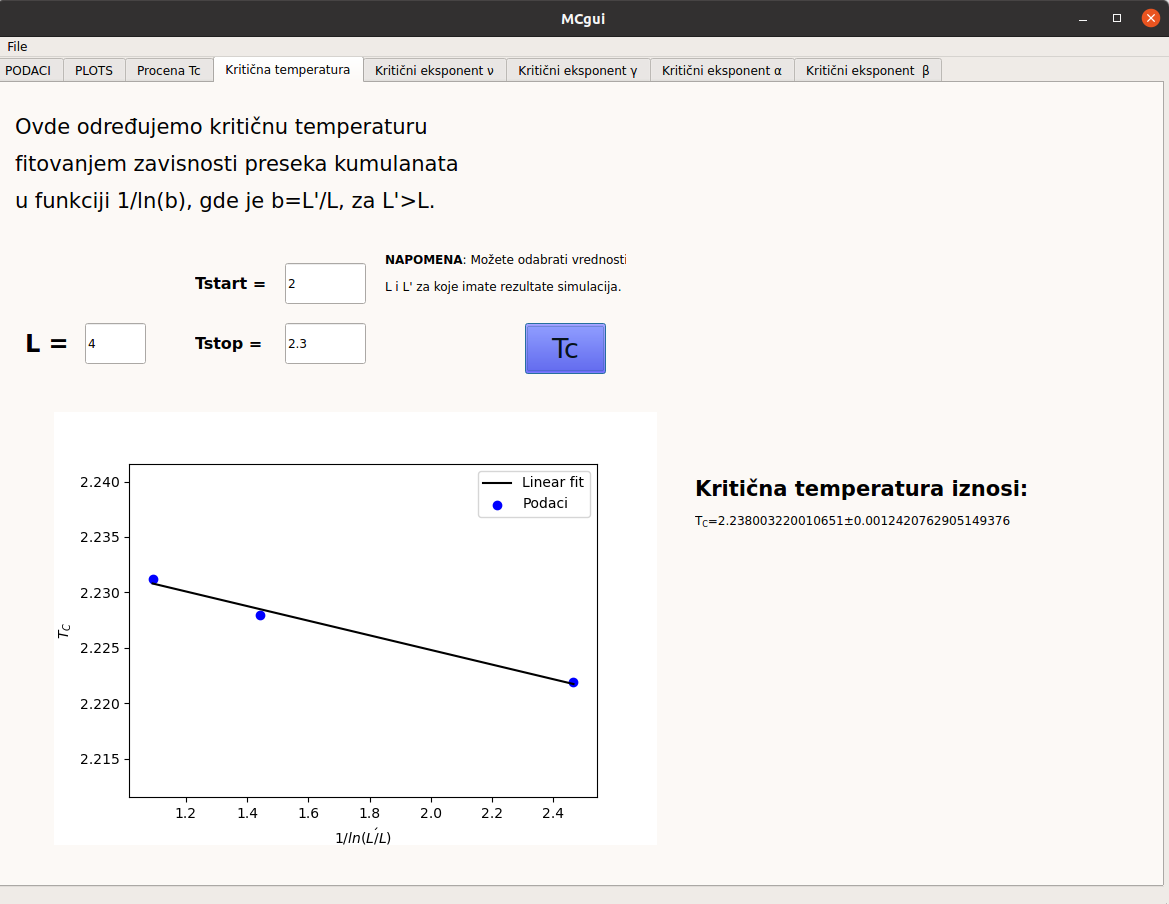 MCgui
File
PODACI PLOTS Procena Tc Kritična temperatura Kritični eksponent ν Kritični eksponent γ Kritični eksponent α Kritični eksponent β
Ovde određujemo kritičnu temperaturu
fitovanjem zavisnosti preseka kumulanata
u funkciji 1/ln(b), gde je b=L'/L, za L'>L.
NAPOMENA: Možete odabrati vrednosti
L i L' za koje imate rezultate simulacija.
Tstart = 2
L = 4
Tstop = 2.3
Tc
Linear fit
Podaci
2.240
2.235
2.230
2.225
2.220
2.215
T_C
1.2 1.4 1.6 1.8 2.0 2.2 2.4
1/ln(L̕/L)
Kritična temperatura iznosi:
T_C=2.238003220010651±0.0012420762905149376